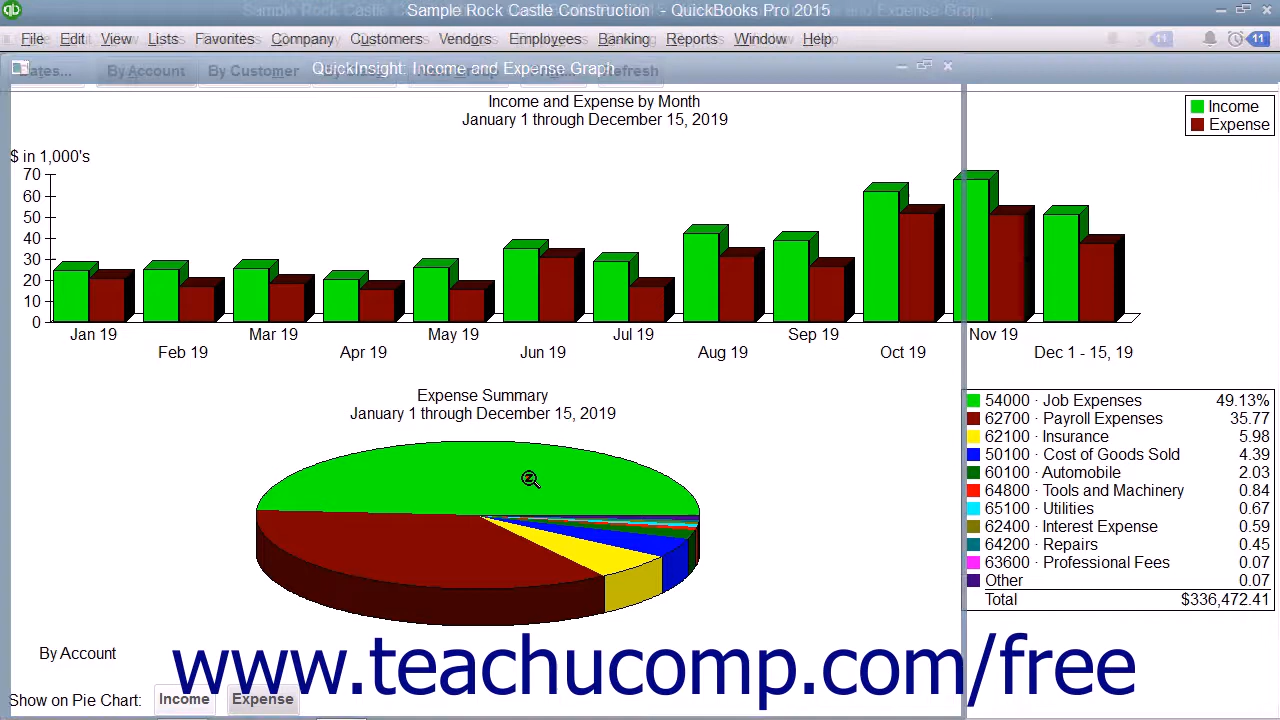 Sample Rock Castle Construction - QuickBooks Pro 2015
File Edit View Lists Favorites Company Customers Vendors Employees Banking Reports Window Help
11 11
QuickInsight: Income and Expense Graph
By Account By Customer Refresh
Income and Expense by Month
January 1 through December 15, 2019
Income
Expense
$ in 1,000's
70
60
50
40
30
20
10
0
Jan 19 Mar 19 May 19 Jul 19 Sep 19 Nov 19
Feb 19 Apr 19 Jun 19 Aug 19 Oct 19 Dec 1 - 15, 19
Expense Summary
January 1 through December 15, 2019
54000 · Job Expenses 49.13%
62700 · Payroll Expenses 35.77
62100 · Insurance 5.98
50100 · Cost of Goods Sold 4.39
60100 · Automobile 2.03
64800 · Tools and Machinery 0.84
65100 · Utilities 0.67
62400 · Interest Expense 0.59
64200 · Repairs 0.45
63600 · Professional Fees 0.07
Other 0.07
Total $336,472.41
By Account
www.teachucomp.com/free
Show on Pie Chart: Income Expense